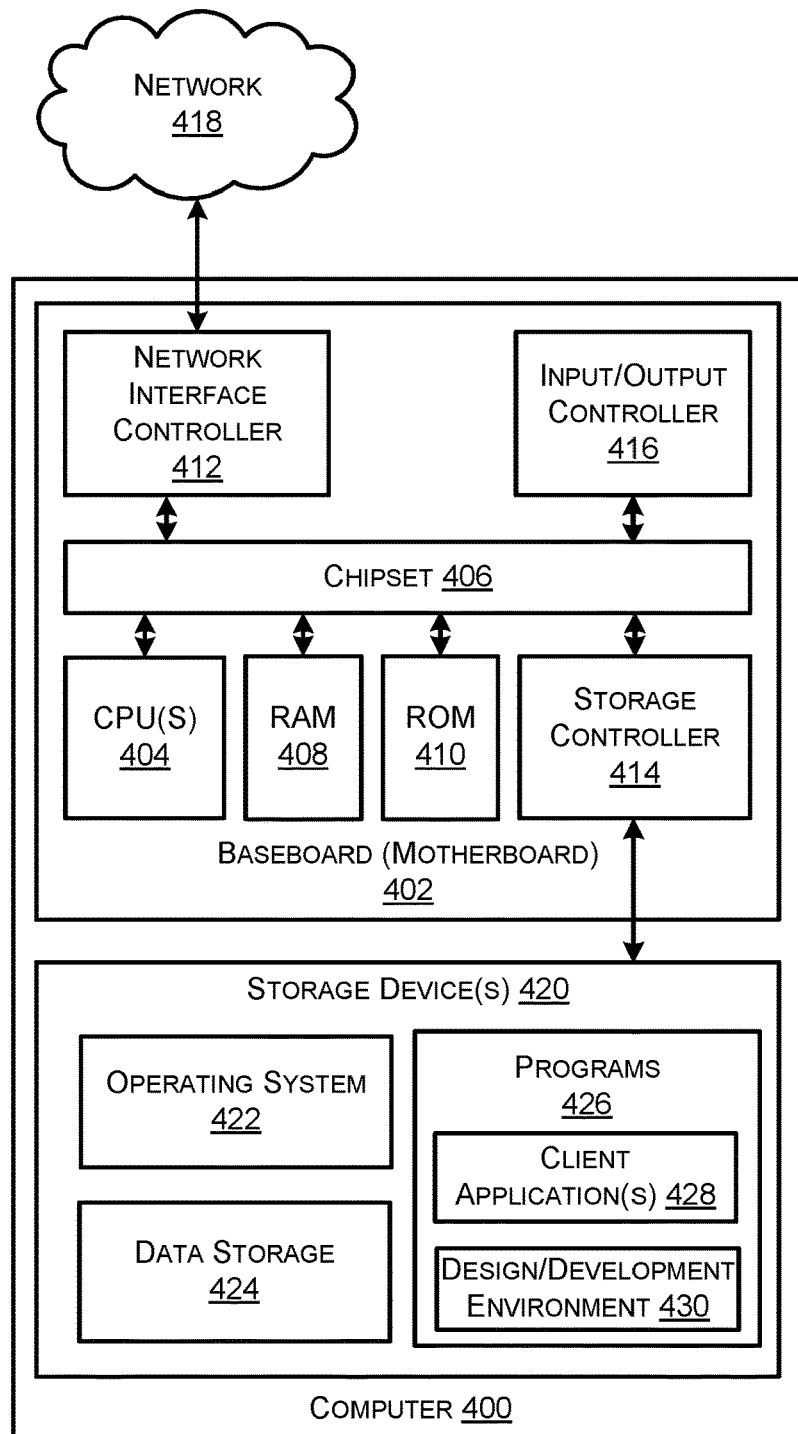 NETWORK
418
NETWORK
INTERFACE
CONTROLLER
412
INPUT/OUTPUT
CONTROLLER
416
CHIPSET 406
CPU(S)
404
RAM
408
ROM
410
STORAGE
CONTROLLER
414
BASEBOARD (MOTHERBOARD)
402
STORAGE DEVICE(S) 420
OPERATING SYSTEM
422
DATA STORAGE
424
PROGRAMS
426
CLIENT
APPLICATION(S) 428
DESIGN/DEVELOPMENT
ENVIRONMENT 430
COMPUTER 400